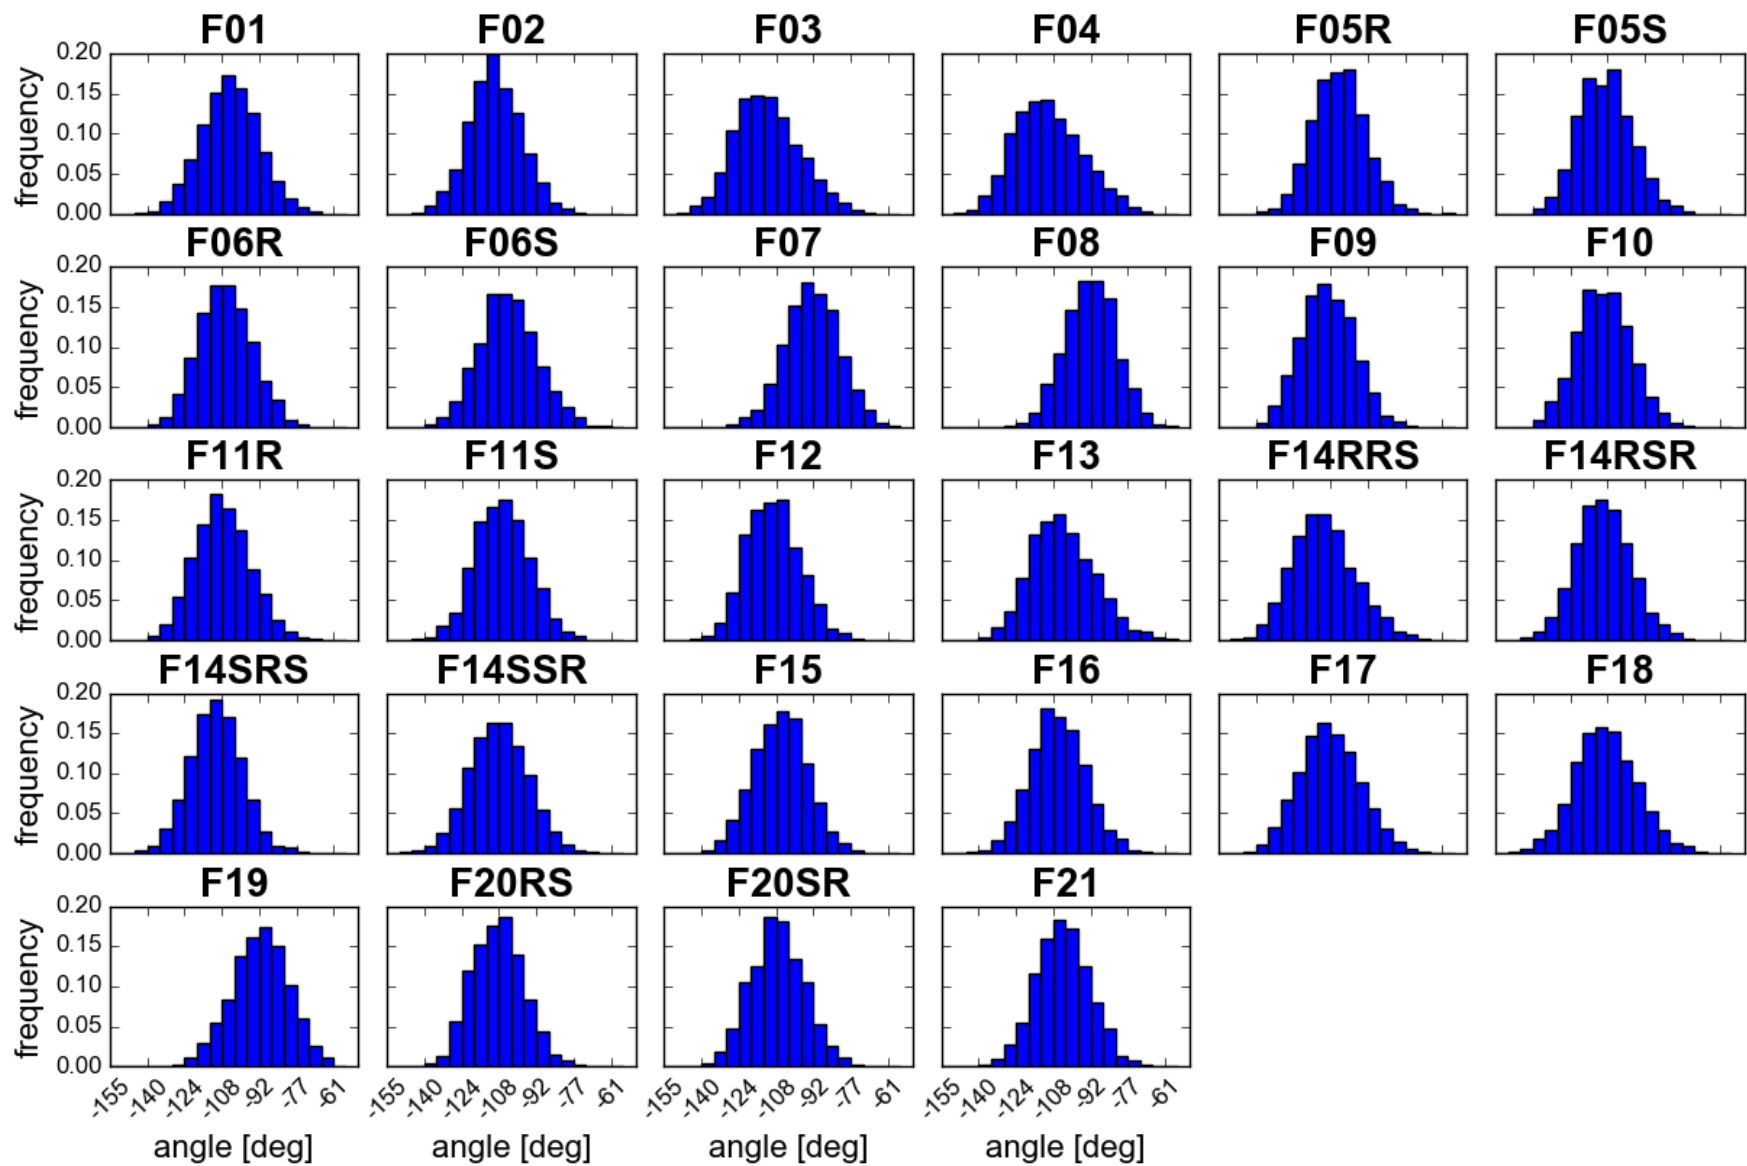 F01 F02 F03 F04 F05R F05S
frequency 0.20 0.15 0.10 0.05 0.00
F06R F06S F07 F08 F09 F10
frequency 0.20 0.15 0.10 0.05 0.00
F11R F11S F12 F13 F14RRS F14RSR
frequency 0.20 0.15 0.10 0.05 0.00
F14SRS F14SSR F15 F16 F17 F18
frequency 0.20 0.15 0.10 0.05 0.00
F19 F20RS F20SR F21
frequency 0.20 0.15 0.10 0.05 0.00
-155 -140 -124 -108 -92 -77 -61 -155 -140 -124 -108 -92 -77 -61 -155 -140 -124 -108 -92 -77 -61 -155 -140 -124 -108 -92 -77 -61
angle [deg] angle [deg] angle [deg] angle [deg]